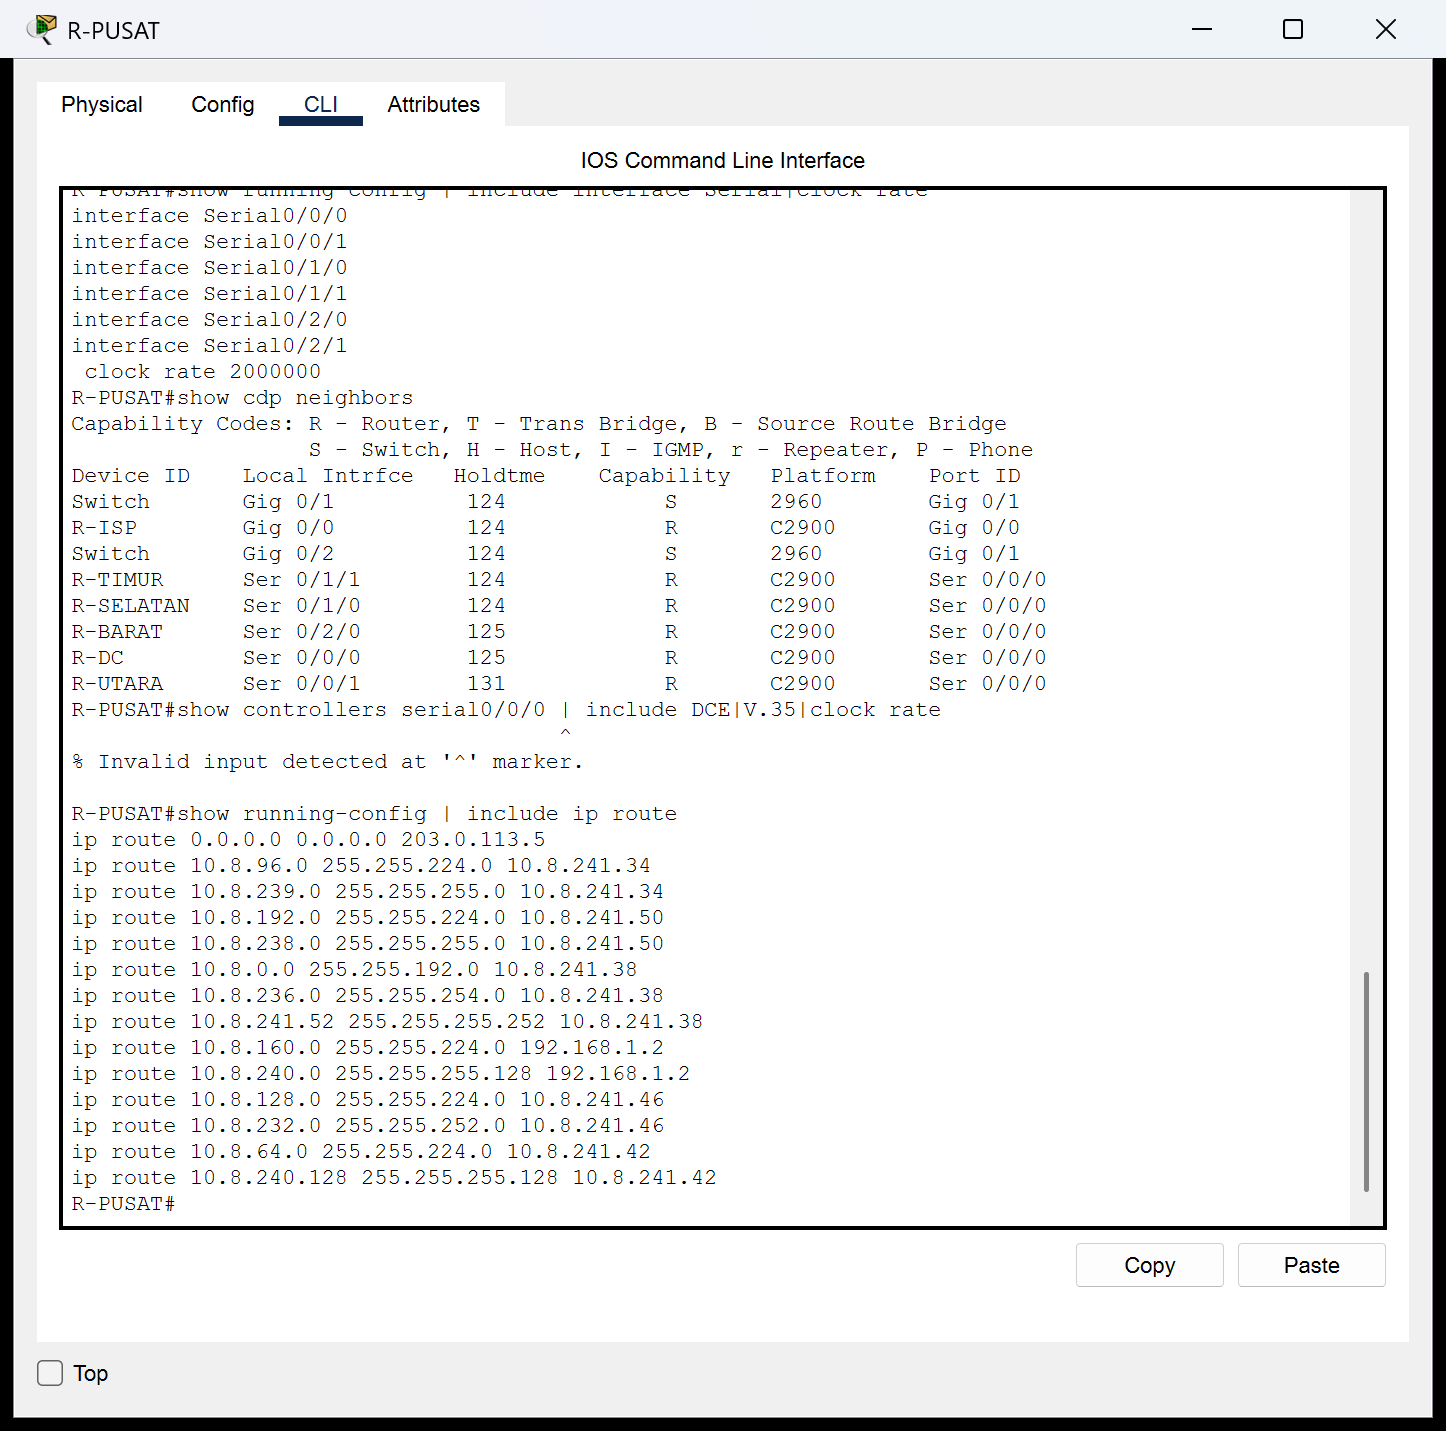 R-PUSAT
Physical Config CLI Attributes
IOS Command Line Interface
R-PUSAT#show running-config | include interface Serial|clock rate
interface Serial0/0/0
interface Serial0/0/1
interface Serial0/1/0
interface Serial0/1/1
interface Serial0/2/0
interface Serial0/2/1
 clock rate 2000000
R-PUSAT#show cdp neighbors
Capability Codes: R - Router, T - Trans Bridge, B - Source Route Bridge
                  S - Switch, H - Host, I - IGMP, r - Repeater, P - Phone
Device ID    Local Intrfce   Holdtme    Capability   Platform    Port ID
Switch       Gig 0/1          124            S       2960        Gig 0/1
R-ISP        Gig 0/0          124            R       C2900       Gig 0/0
Switch       Gig 0/2          124            S       2960        Gig 0/1
R-TIMUR      Ser 0/1/1        124            R       C2900       Ser 0/0/0
R-SELATAN    Ser 0/1/0        124            R       C2900       Ser 0/0/0
R-BARAT      Ser 0/2/0        125            R       C2900       Ser 0/0/0
R-DC         Ser 0/0/0        125            R       C2900       Ser 0/0/0
R-UTARA      Ser 0/0/1        131            R       C2900       Ser 0/0/0
R-PUSAT#show controllers serial0/0/0 | include DCE|V.35|clock rate
                                     ^
% Invalid input detected at '^' marker.
R-PUSAT#show running-config | include ip route
ip route 0.0.0.0 0.0.0.0 203.0.113.5
ip route 10.8.96.0 255.255.224.0 10.8.241.34
ip route 10.8.239.0 255.255.255.0 10.8.241.34
ip route 10.8.192.0 255.255.224.0 10.8.241.50
ip route 10.8.238.0 255.255.255.0 10.8.241.50
ip route 10.8.0.0 255.255.192.0 10.8.241.38
ip route 10.8.236.0 255.255.254.0 10.8.241.38
ip route 10.8.241.52 255.255.255.252 10.8.241.38
ip route 10.8.160.0 255.255.224.0 192.168.1.2
ip route 10.8.240.0 255.255.255.128 192.168.1.2
ip route 10.8.128.0 255.255.224.0 10.8.241.46
ip route 10.8.232.0 255.255.252.0 10.8.241.46
ip route 10.8.64.0 255.255.224.0 10.8.241.42
ip route 10.8.240.128 255.255.255.128 10.8.241.42
R-PUSAT#
Copy Paste
Top